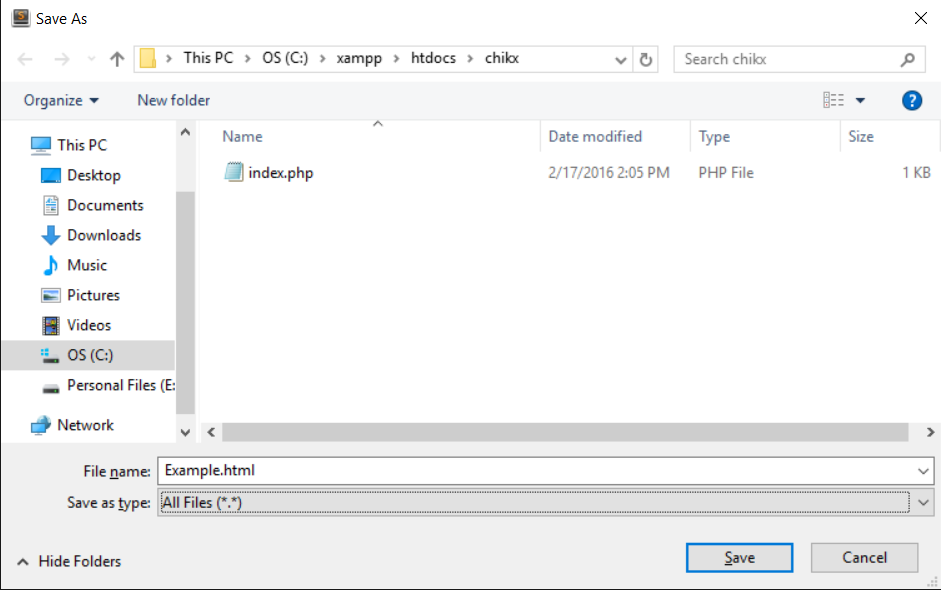 Save As
This PC > OS (C:) > xampp > htdocs > chikx
Search chikx
Organize
New folder
?
Name
Date modified
Type
Size
index.php
2/17/2016 2:05 PM
PHP File
1 KB
This PC
Desktop
Documents
Downloads
Music
Pictures
Videos
OS (C:)
Personal Files (E:
Network
File name:
Example.html
Save as type:
All Files (*.*)
Hide Folders
Save
Cancel